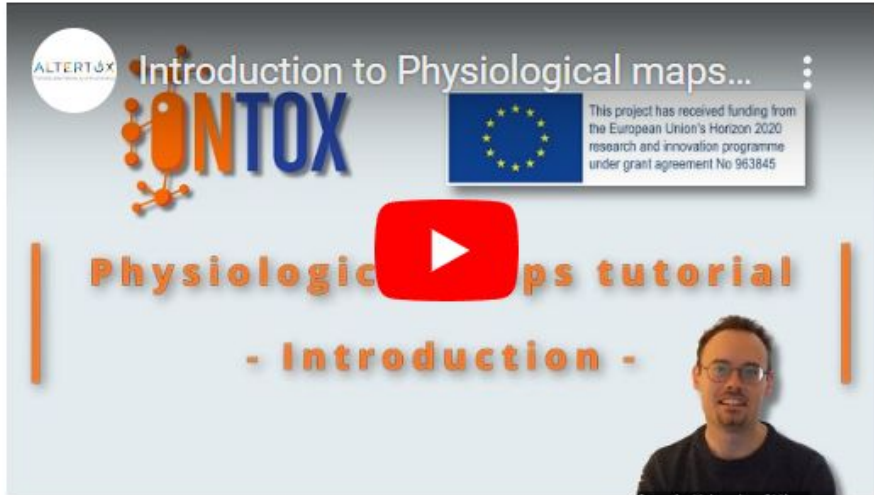 ALTERTOX
Introduction to Physiological maps…
ONTOX
This project has received funding from
the European Union's Horizon 2020
research and innovation programme
under grant agreement No 963845
Physiologic ps tutorial
- Introduction -